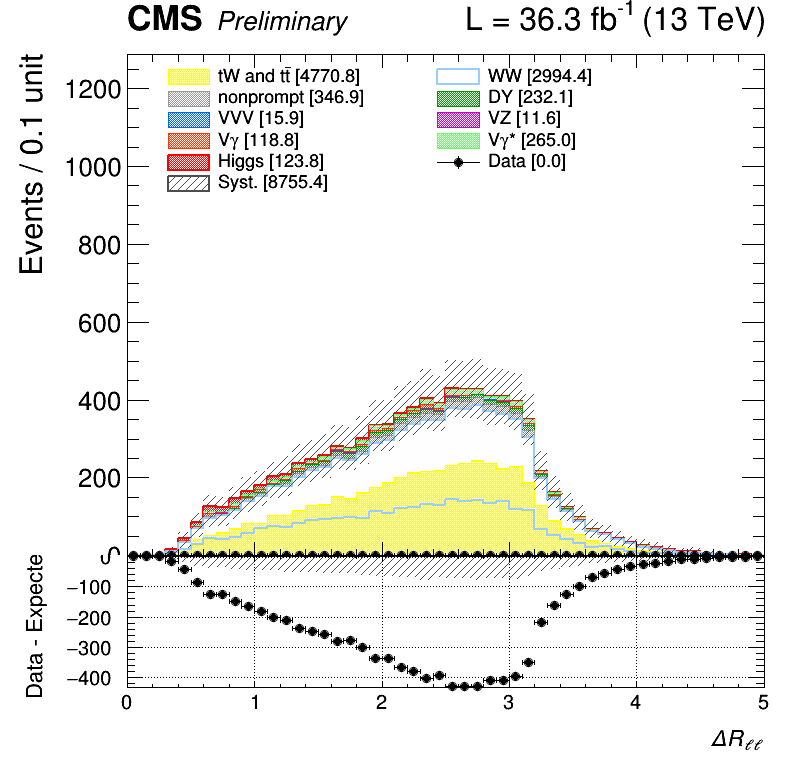 CMS Preliminary L = 36.3 fb⁻¹ (13 TeV)
Events / 0.1 unit
1200
1000
800
600
400
200
0
tW and tt̄ [4770.8]
nonprompt [346.9]
VVV [15.9]
Vγ [118.8]
Higgs [123.8]
Syst. [8755.4]
WW [2994.4]
DY [232.1]
VZ [11.6]
Vγ* [265.0]
Data [0.0]
Data - Expecte
−100
−200
−300
−400
0 1 2 3 4 5
ΔR_ℓℓ